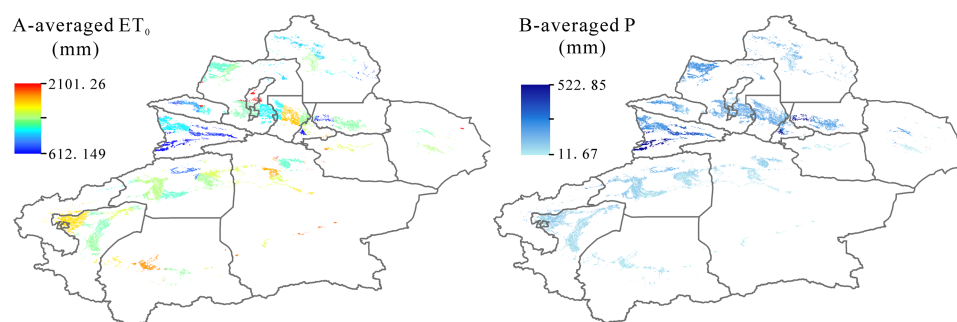 A-averaged ET₀
(mm)
2101.26
612.149
B-averaged P
(mm)
522.85
11.67